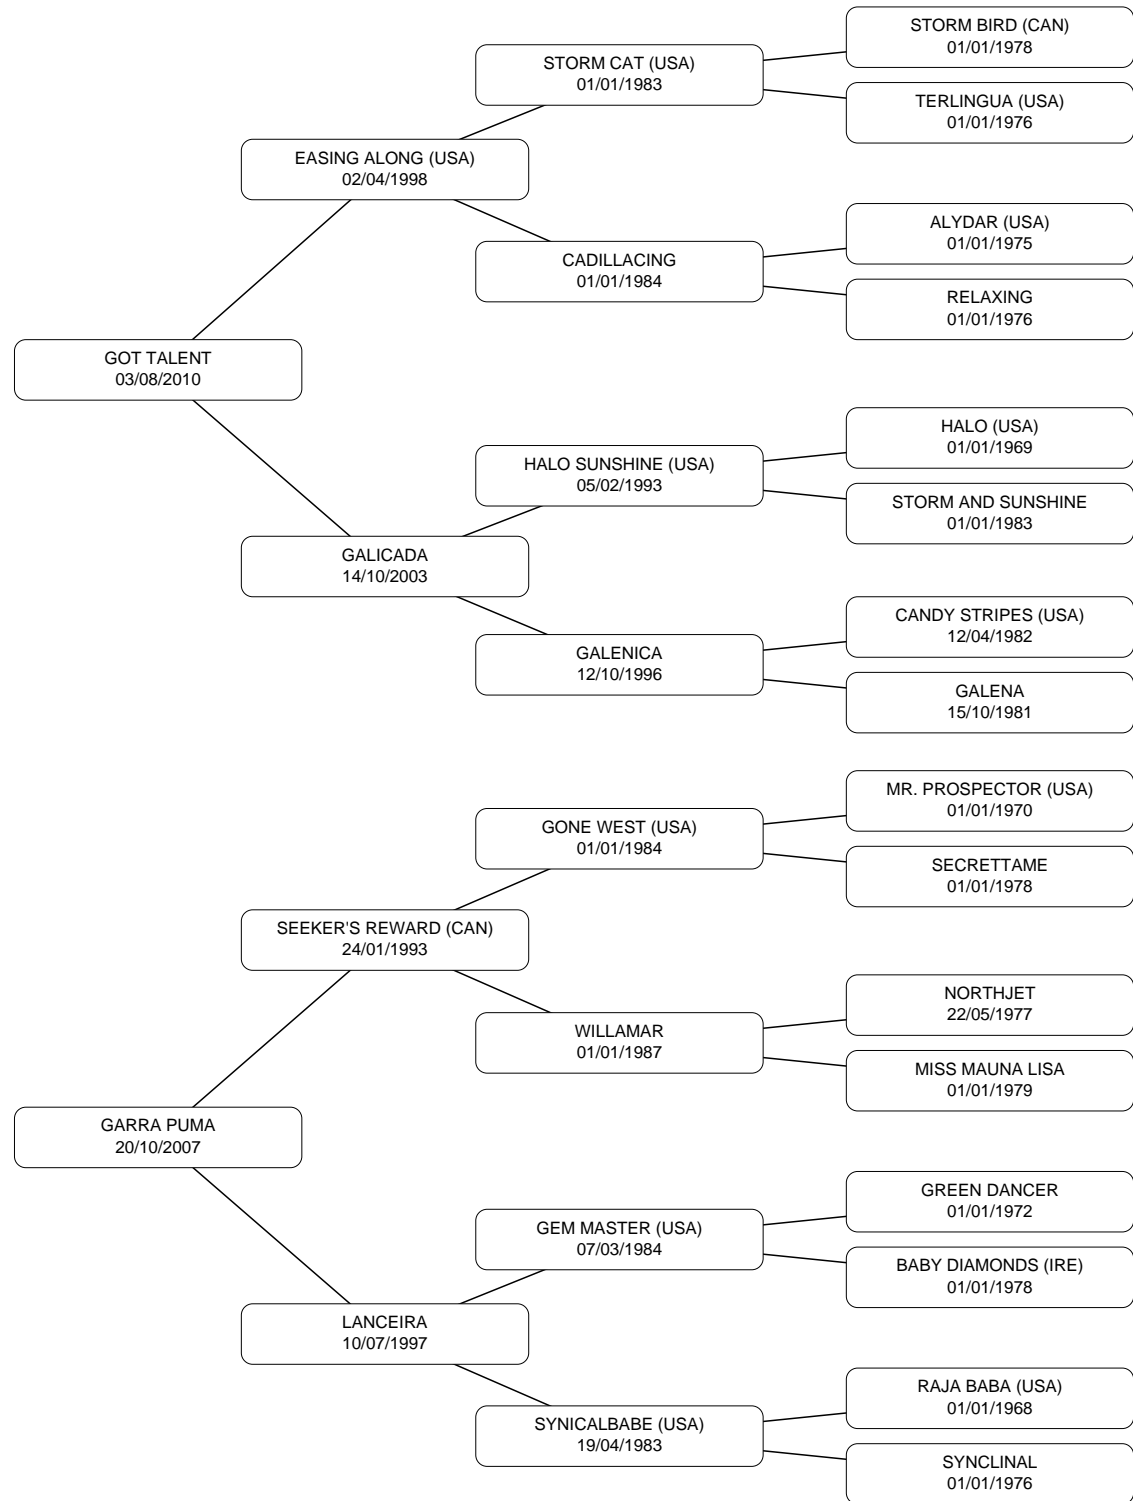 STORM BIRD (CAN)
01/01/1978
STORM CAT (USA)
01/01/1983
TERLINGUA (USA)
01/01/1976
EASING ALONG (USA)
02/04/1998
ALYDAR (USA)
01/01/1975
CADILLACING
01/01/1984
RELAXING
01/01/1976
GOT TALENT
03/08/2010
HALO (USA)
01/01/1969
HALO SUNSHINE (USA)
05/02/1993
STORM AND SUNSHINE
01/01/1983
GALICADA
14/10/2003
CANDY STRIPES (USA)
12/04/1982
GALENICA
12/10/1996
GALENA
15/10/1981
MR. PROSPECTOR (USA)
01/01/1970
GONE WEST (USA)
01/01/1984
SECRETTAME
01/01/1978
SEEKER'S REWARD (CAN)
24/01/1993
NORTHJET
22/05/1977
WILLAMAR
01/01/1987
MISS MAUNA LISA
01/01/1979
GARRA PUMA
20/10/2007
GREEN DANCER
01/01/1972
GEM MASTER (USA)
07/03/1984
BABY DIAMONDS (IRE)
01/01/1978
LANCEIRA
10/07/1997
RAJA BABA (USA)
01/01/1968
SYNICALBABE (USA)
19/04/1983
SYNCLINAL
01/01/1976